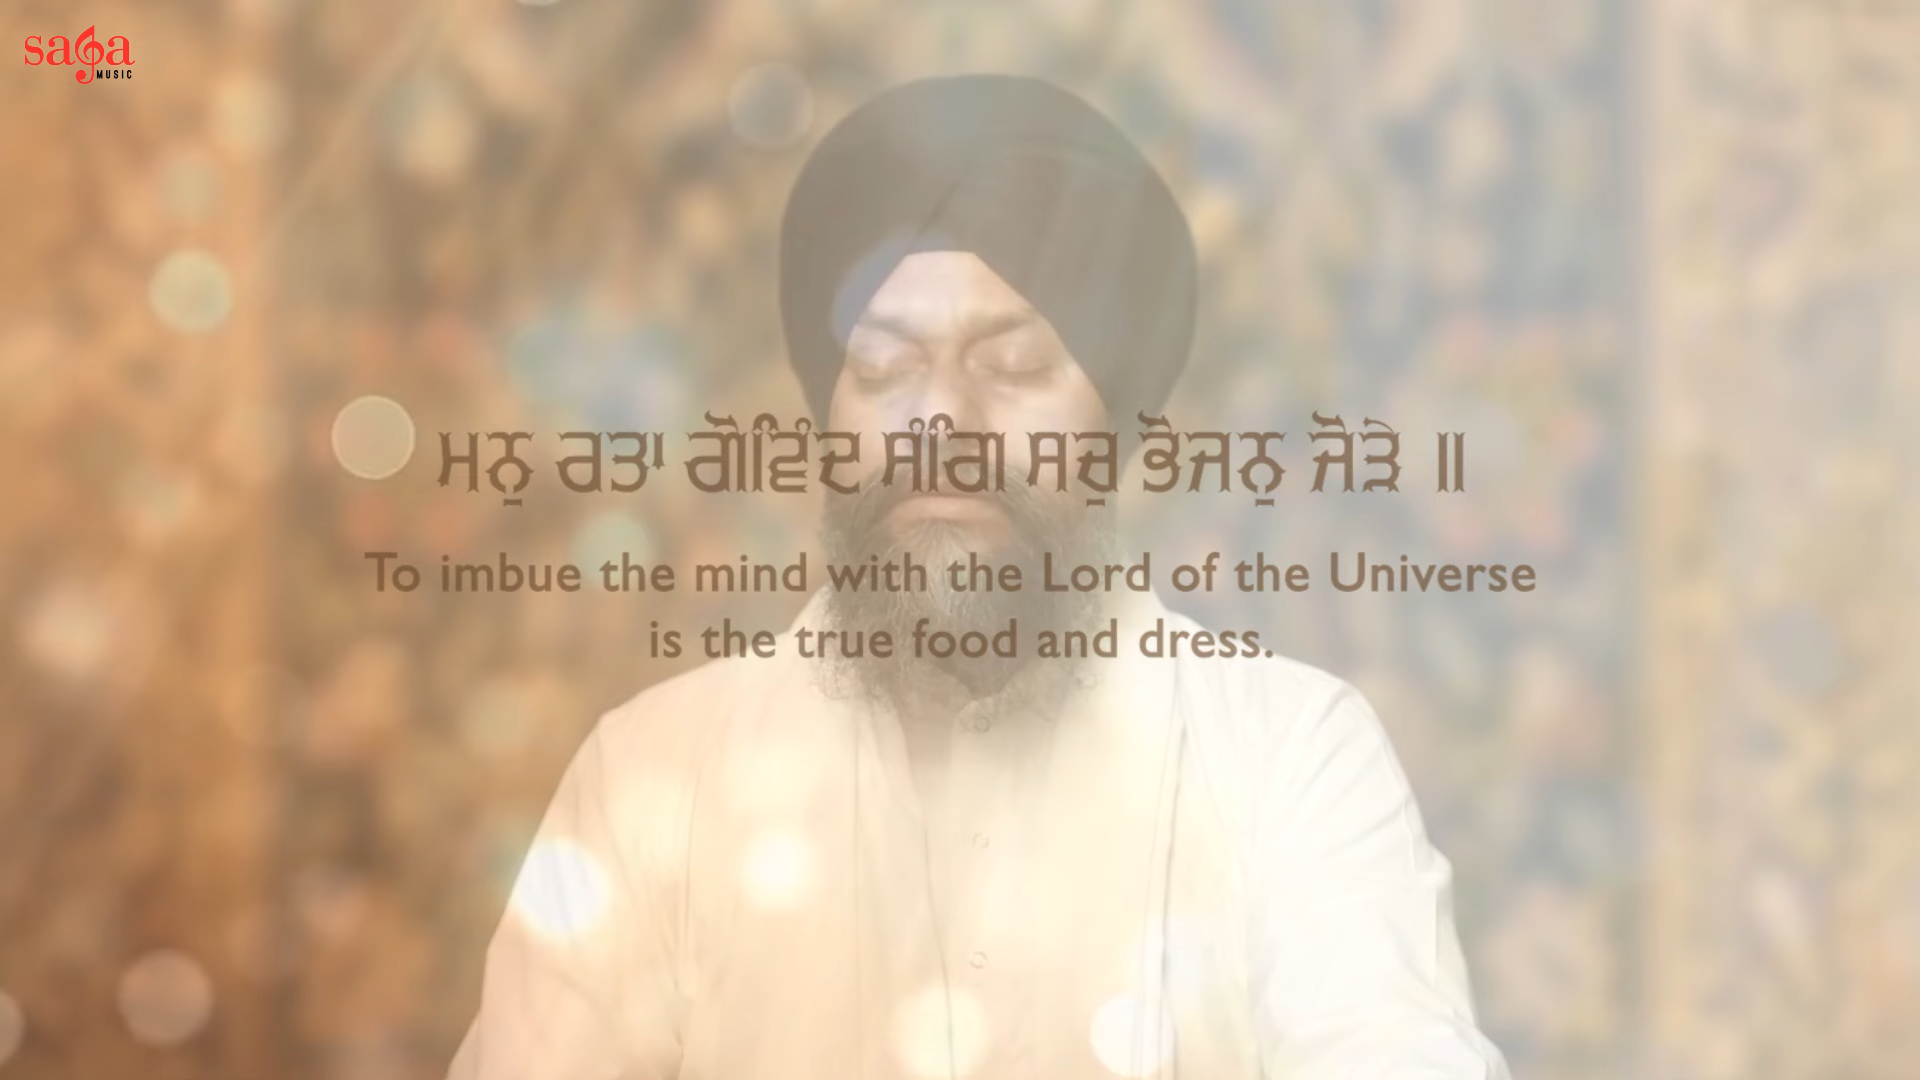 saga
MUSIC
ਮਨੁ ਰਤਾ ਗੋਵਿੰਦ ਸੰਗਿ ਸਚੁ ਭੋਜਨੁ ਜੋੜੇ ॥
To imbue the mind with the Lord of the Universe
is the true food and dress.